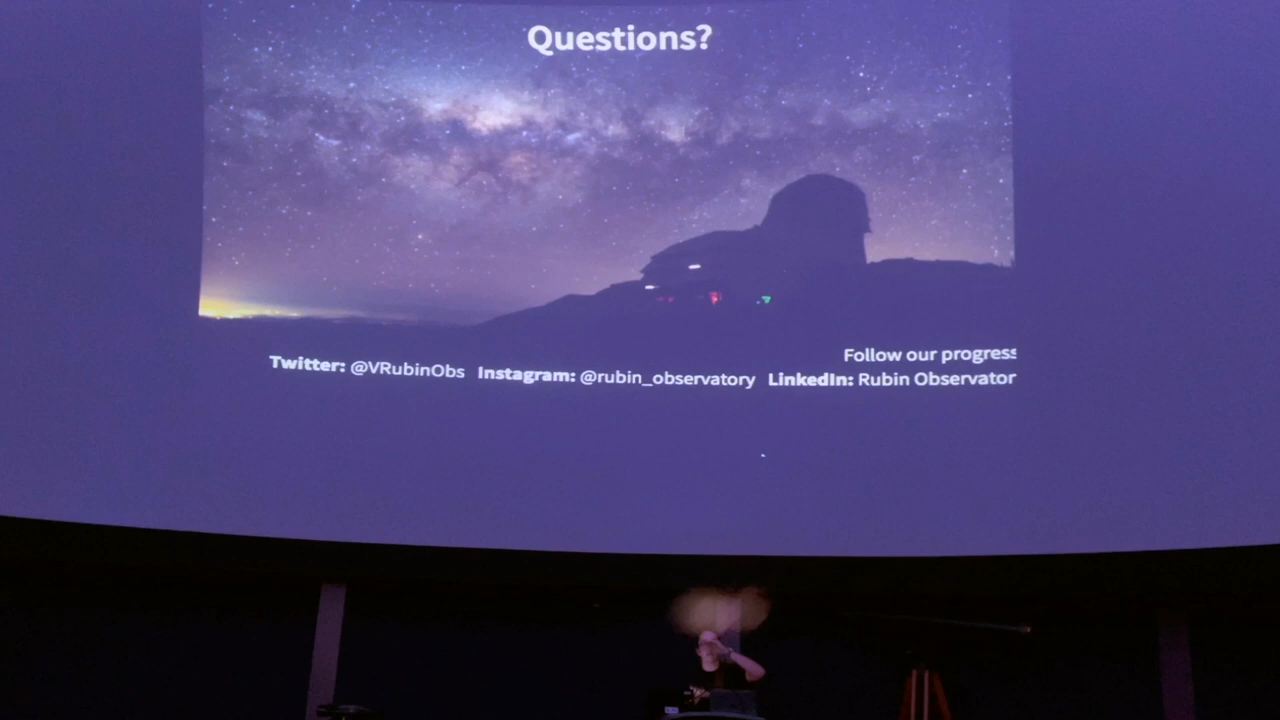 Questions?
Follow our progress
Twitter: @VRubinObs Instagram: @rubin_observatory LinkedIn: Rubin Observator